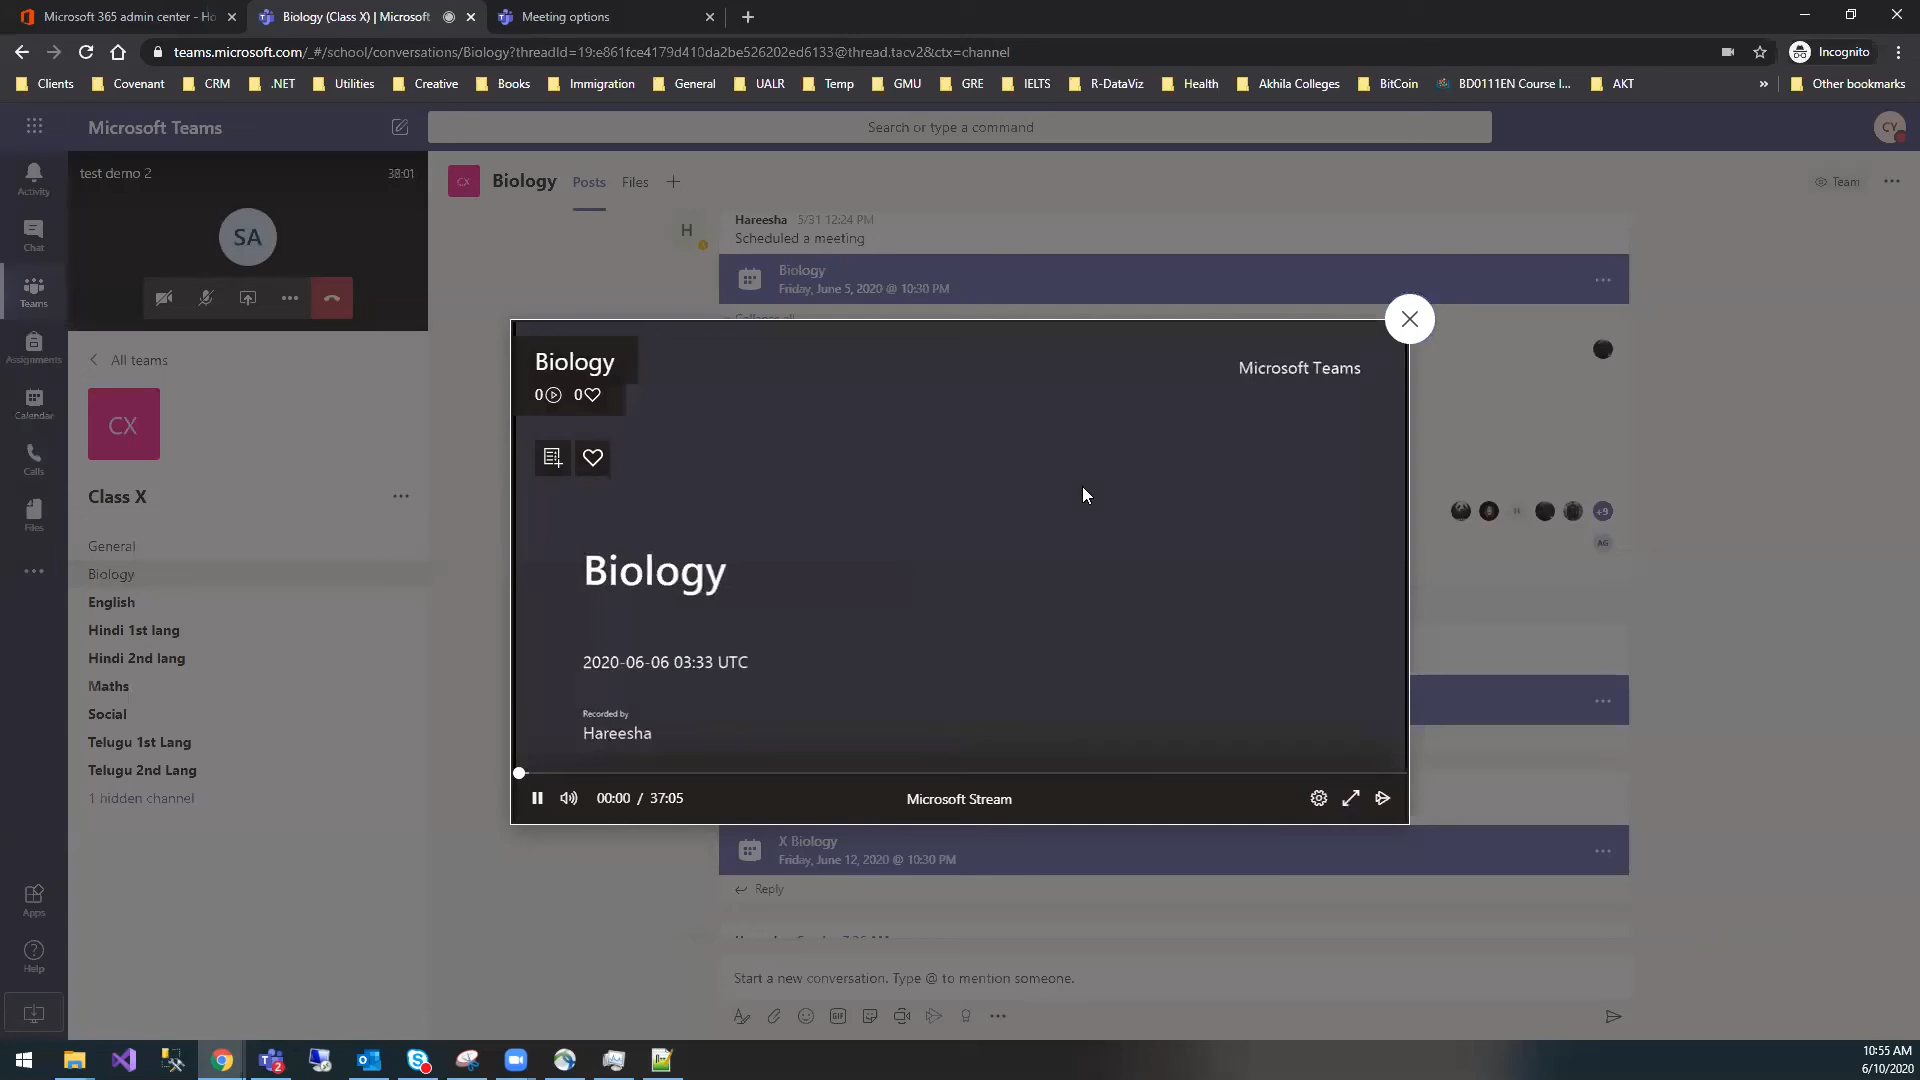 Microsoft 365 admin center - Ho
Biology (Class X) | Microsoft
Meeting options
teams.microsoft.com/_#/school/conversations/Biology?threadId=19:e861fce4179d410da2be526202ed6133@thread.tacv2&ctx=channel
Incognito
Clients
Covenant
CRM
.NET
Utilities
Creative
Books
Immigration
General
UALR
Temp
GMU
GRE
IELTS
R-DataViz
Health
Akhila Colleges
BitCoin
BD0111EN Course I...
AKT
»
Other bookmarks
Microsoft Teams
Search or type a command
CY
Activity
Chat
Teams
Assignments
Calendar
Calls
Files
Apps
Help
test demo 2
38:01
SA
All teams
CX
Class X
General
Biology
English
Hindi 1st lang
Hindi 2nd lang
Maths
Social
Telugu 1st Lang
Telugu 2nd Lang
1 hidden channel
CX
Biology
Posts
Files
Team
H
Hareesha 5/31 12:24 PM
Scheduled a meeting
Biology
Friday, June 5, 2020 @ 10:30 PM
Collapse all
Biology
0 0
Microsoft Teams
Biology
2020-06-06 03:33 UTC
Recorded by
Hareesha
00:00 / 37:05
Microsoft Stream
+9
AG
X Biology
Friday, June 12, 2020 @ 10:30 PM
Reply
Start a new conversation. Type @ to mention someone.
GIF
2
10:55 AM
6/10/2020